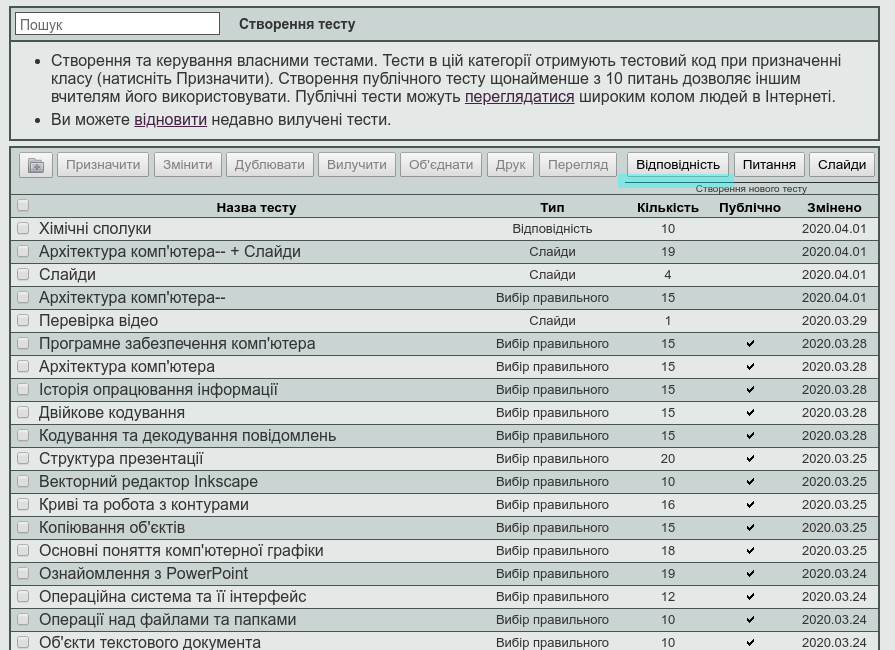 Пошук Створення тесту
• Створення та керування власними тестами. Тести в цій категорії отримують тестовий код при призначенні
класу (натисніть Призначити). Створення публічного тесту щонайменше з 10 питань дозволяє іншим
вчителям його використовувати. Публічні тести можуть переглядатися широким колом людей в Інтернеті.
• Ви можете відновити недавно вилучені тести.
Призначити Змінити Дублювати Вилучити Об'єднати Друк Перегляд Відповідність Питання Слайди
Створення нового тесту
Назва тесту Тип Кількість Публічно Змінено
Хімічні сполуки Відповідність 10 2020.04.01
Архітектура комп'ютера-- + Слайди Слайди 19 2020.04.01
Слайди Слайди 4 2020.04.01
Архітектура комп'ютера-- Вибір правильного 15 2020.04.01
Перевірка відео Слайди 1 2020.03.29
Програмне забезпечення комп'ютера Вибір правильного 15 ✓ 2020.03.28
Архітектура комп'ютера Вибір правильного 15 ✓ 2020.03.28
Історія опрацювання інформації Вибір правильного 15 ✓ 2020.03.28
Двійкове кодування Вибір правильного 15 ✓ 2020.03.28
Кодування та декодування повідомлень Вибір правильного 15 ✓ 2020.03.28
Структура презентації Вибір правильного 20 ✓ 2020.03.25
Векторний редактор Inkscape Вибір правильного 10 ✓ 2020.03.25
Криві та робота з контурами Вибір правильного 16 ✓ 2020.03.25
Копіювання об'єктів Вибір правильного 15 ✓ 2020.03.25
Основні поняття комп'ютерної графіки Вибір правильного 18 ✓ 2020.03.25
Ознайомлення з PowerPoint Вибір правильного 19 ✓ 2020.03.24
Операційна система та її інтерфейс Вибір правильного 12 ✓ 2020.03.24
Операції над файлами та папками Вибір правильного 10 ✓ 2020.03.24
Об'єкти текстового документа Вибір правильного 10 ✓ 2020.03.24